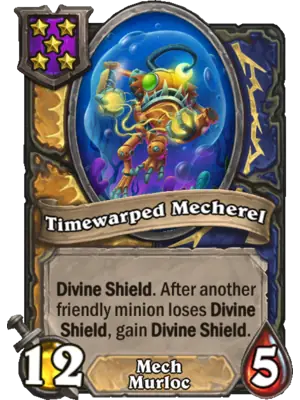 Timewarped Mecherel
Divine Shield. After another
friendly minion loses Divine
Shield, gain Divine Shield.
12
Mech
Murloc
5